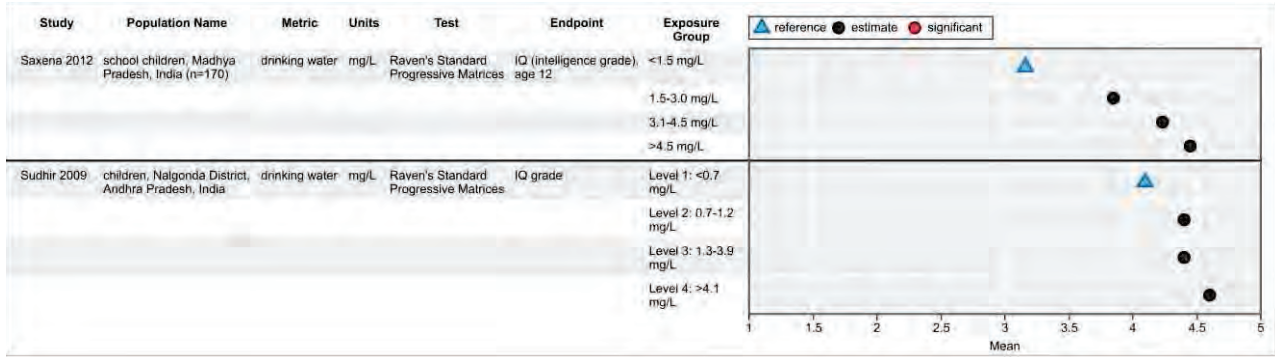 Study Population Name Metric Units Test Endpoint Exposure Group
reference estimate significant
Saxena 2012 school children, Madhya Pradesh, India (n=170) drinking water mg/L Raven's Standard Progressive Matrices IQ (intelligence grade), age 12 <1.5 mg/L
1.5-3.0 mg/L
3.1-4.5 mg/L
>4.5 mg/L
Sudhir 2009 children, Nalgonda District, Andhra Pradesh, India drinking water mg/L Raven's Standard Progressive Matrices IQ grade Level 1: <0.7 mg/L
Level 2: 0.7-1.2 mg/L
Level 3: 1.3-3.9 mg/L
Level 4: >4.1 mg/L
1 1.5 2 2.5 3 3.5 4 4.5 5
Mean